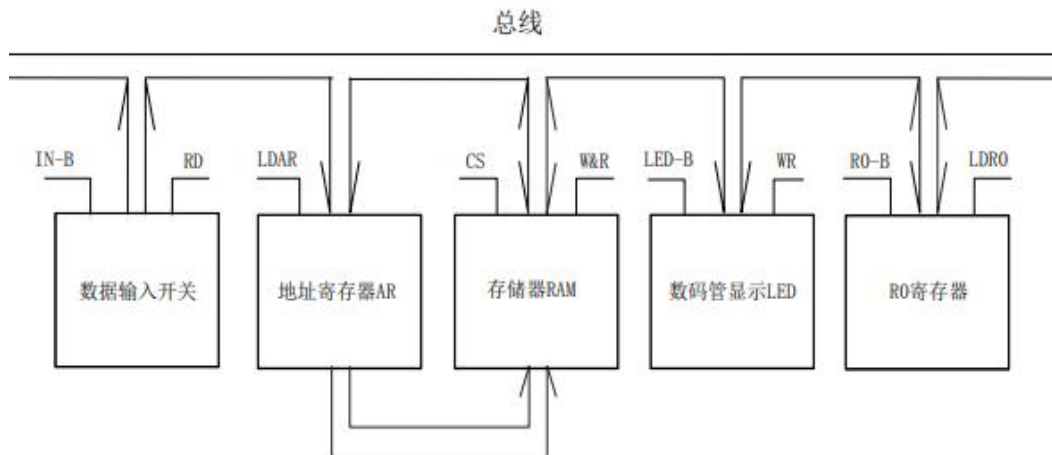 总线
IN-B
RD
LDAR
CS
W&R
LED-B
WR
R0-B
LDR0
数据输入开关
地址寄存器AR
存储器RAM
数码管显示LED
R0寄存器